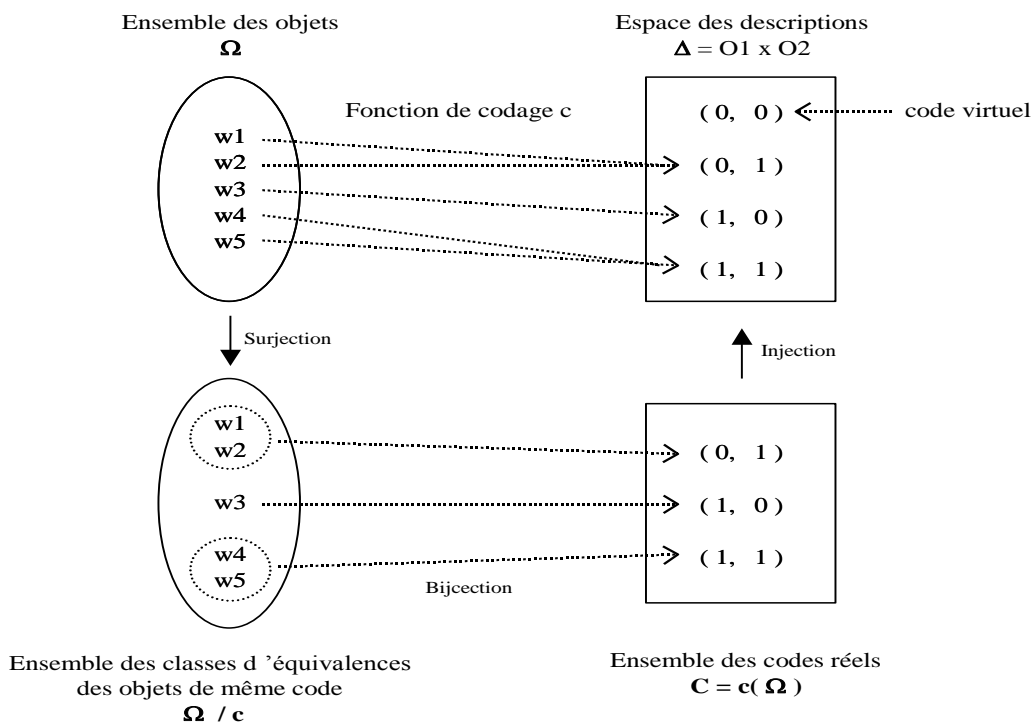 Ensemble des objets
Ω
Espace des descriptions
Δ = O1 x O2
Fonction de codage c
w1
w2
w3
w4
w5
( 0, 0 )
( 0, 1 )
( 1, 0 )
( 1, 1 )
code virtuel
Surjection
Injection
w1
w2
w3
w4
w5
Bijcection
( 0, 1 )
( 1, 0 )
( 1, 1 )
Ensemble des classes d ’équivalences
des objets de même code
Ω / c
Ensemble des codes réels
C = c( Ω )